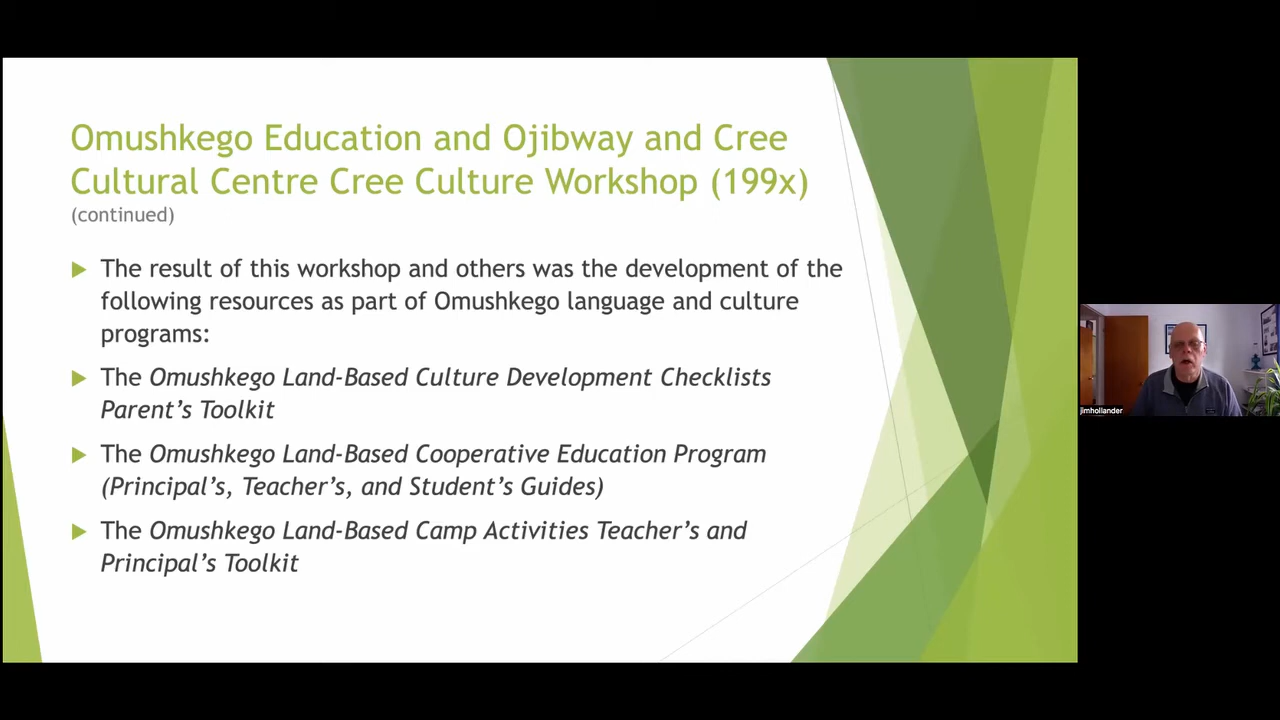 Omushkego Education and Ojibway and Cree
Cultural Centre Cree Culture Workshop (199x)
(continued)
The result of this workshop and others was the development of the
following resources as part of Omushkego language and culture
programs:
The Omushkego Land-Based Culture Development Checklists
Parent’s Toolkit
The Omushkego Land-Based Cooperative Education Program
(Principal’s, Teacher’s, and Student’s Guides)
The Omushkego Land-Based Camp Activities Teacher’s and
Principal’s Toolkit
jimhollander